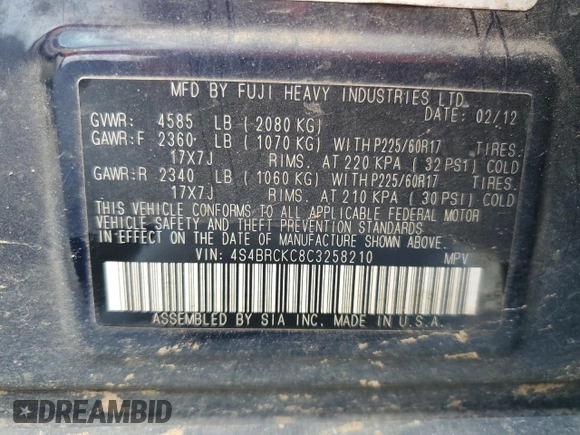 MFD BY FUJI HEAVY INDUSTRIES LTD.
DATE: 02/12
GVWR: 4585 LB (2080 KG)
GAWR:F 2360 LB (1070 KG) WITH P225/60R17 TIRES.
17X7J RIMS. AT 220 KPA (32 PSI) COLD
GAWR:R 2340 LB (1060 KG) WITH P225/60R17 TIRES.
17X7J RIMS. AT 210 KPA (30 PSI) COLD
THIS VEHICLE CONFORMS TO ALL APPLICABLE FEDERAL MOTOR
VEHICLE SAFETY AND THEFT PREVENTION STANDARDS
IN EFFECT ON THE DATE OF MANUFACTURE SHOWN ABOVE.
VIN: 4S4BRCKC8C3258210 MPV
ASSEMBLED BY SIA INC. MADE IN U.S.A.
DREAMBID